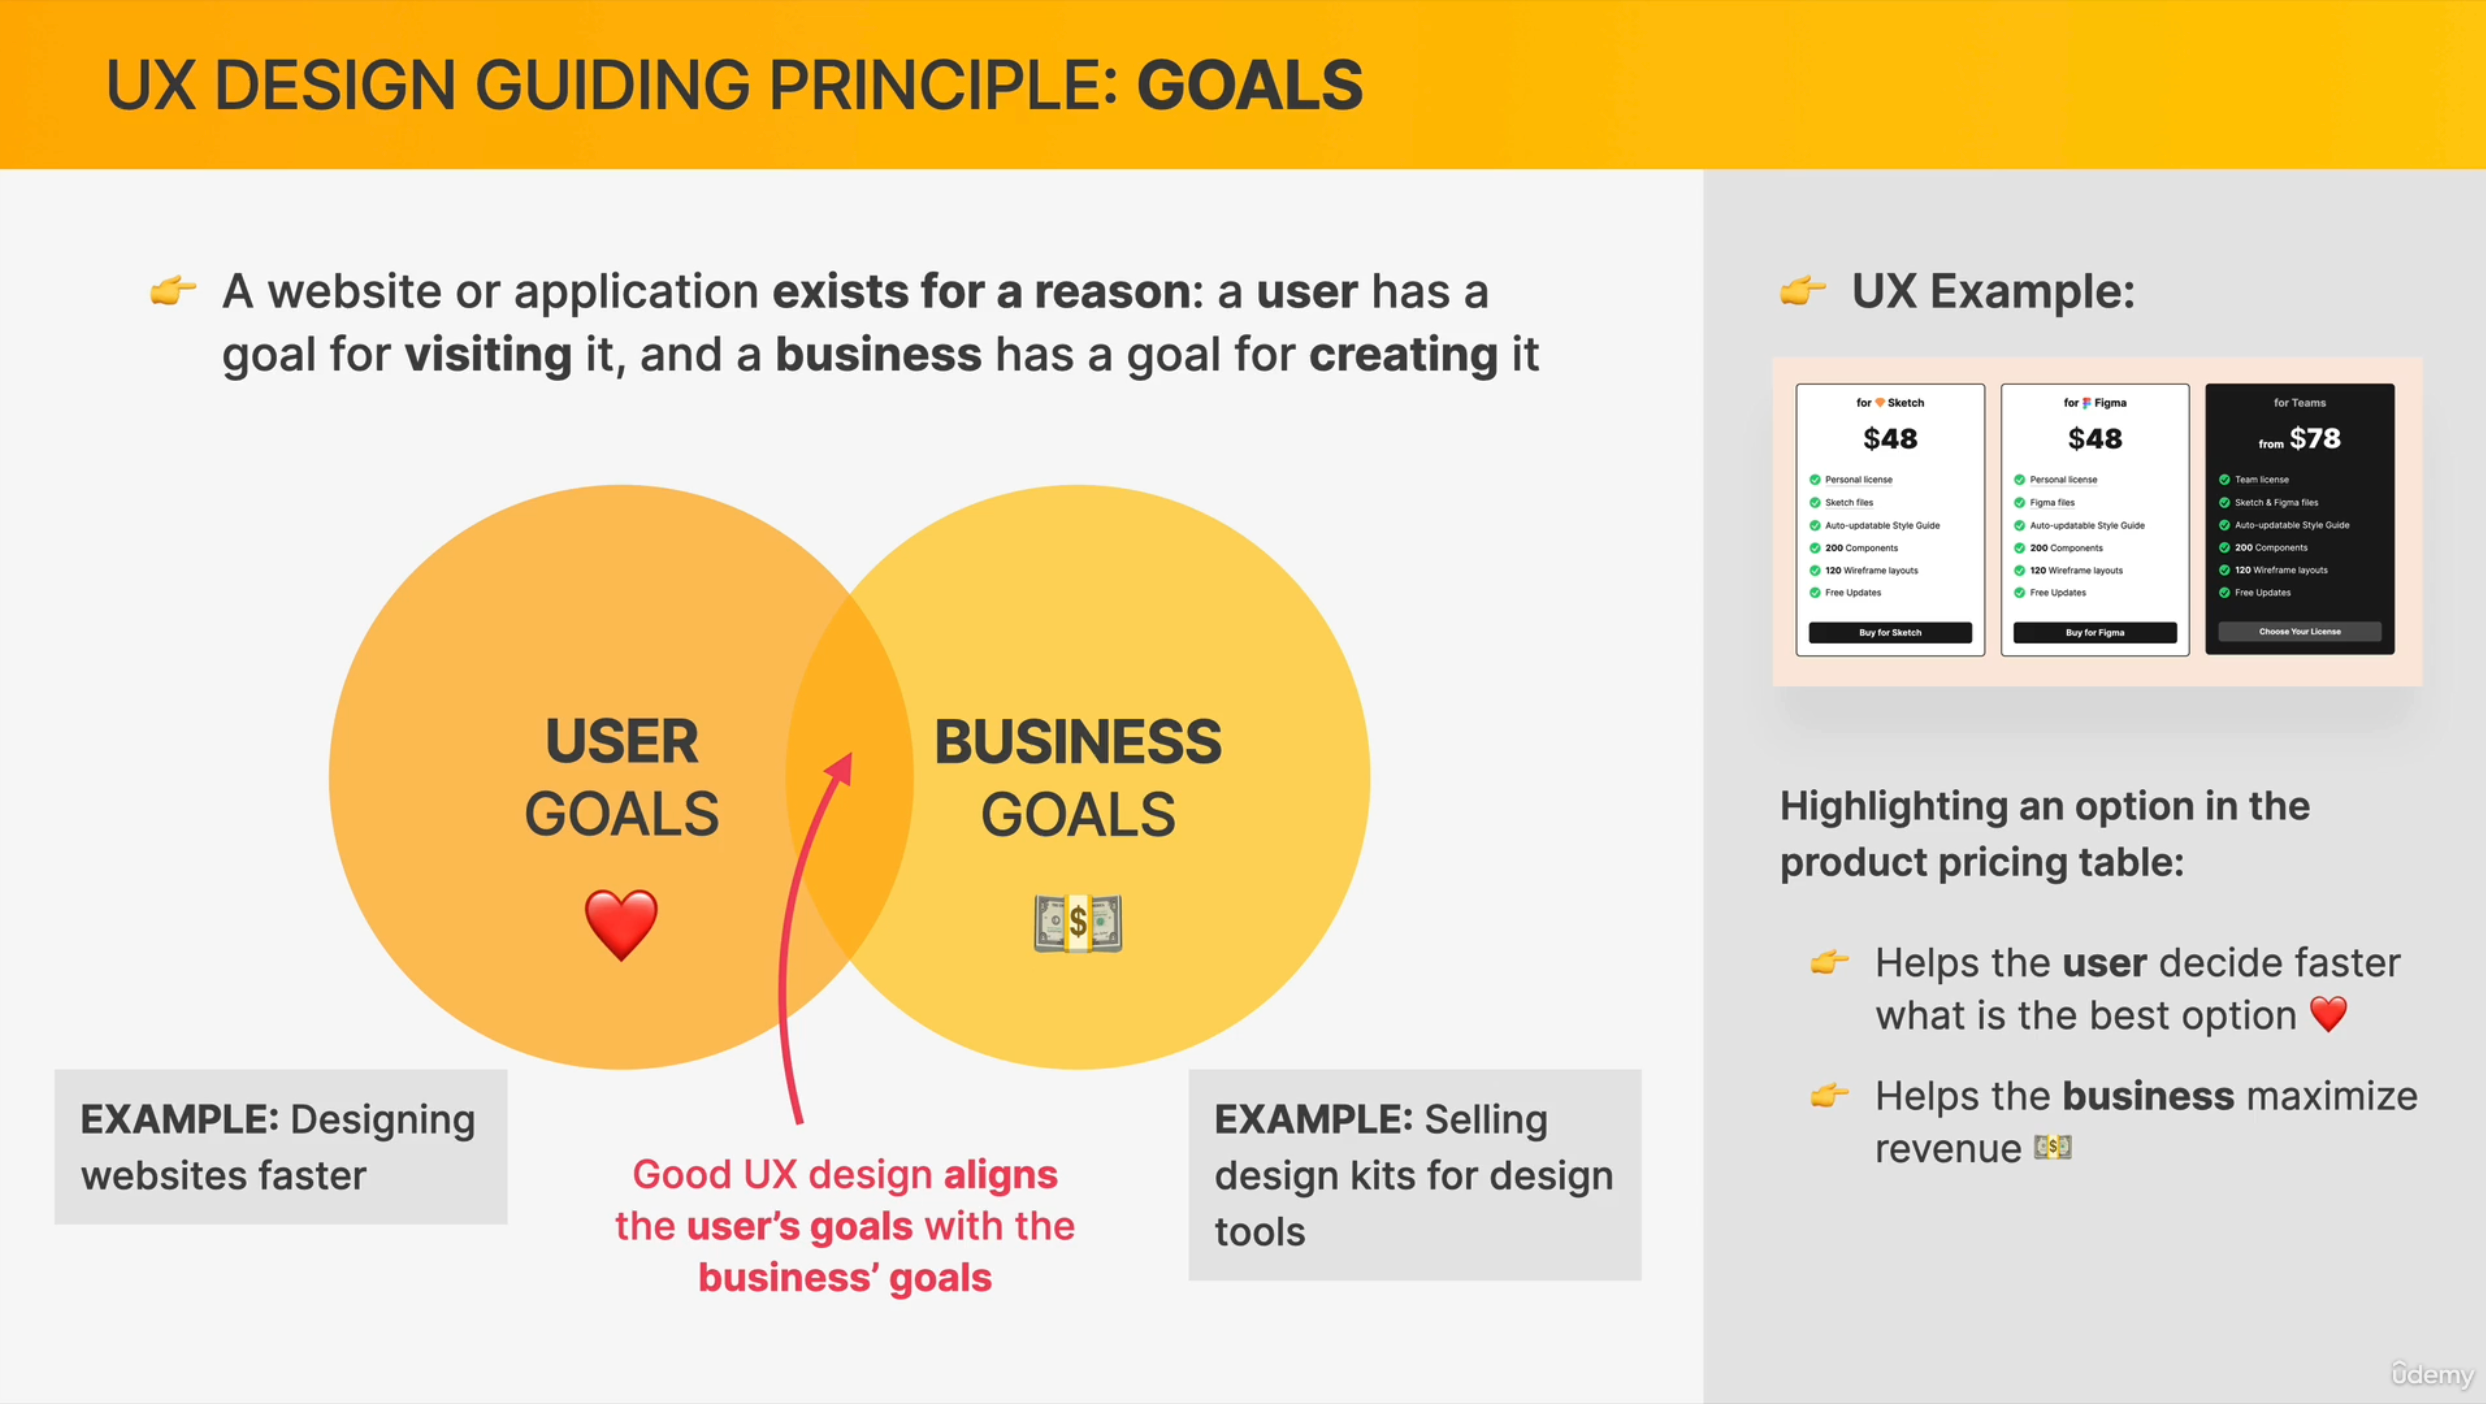 UX DESIGN GUIDING PRINCIPLE: GOALS
A website or application exists for a reason: a user has a
goal for visiting it, and a business has a goal for creating it
USER
GOALS
BUSINESS
GOALS
EXAMPLE: Designing
websites faster
Good UX design aligns
the user’s goals with the
business’ goals
EXAMPLE: Selling
design kits for design
tools
UX Example:
for Sketch
$48
Personal license
Sketch files
Auto-updatable Style Guide
200 Components
120 Wireframe layouts
Free Updates
Buy for Sketch
for Figma
$48
Personal license
Figma files
Auto-updatable Style Guide
200 Components
120 Wireframe layouts
Free Updates
Buy for Figma
for Teams
from $78
Team license
Sketch & Figma files
Auto-updatable Style Guide
200 Components
120 Wireframe layouts
Free Updates
Choose Your License
Highlighting an option in the
product pricing table:
Helps the user decide faster
what is the best option
Helps the business maximize
revenue
ûdemy